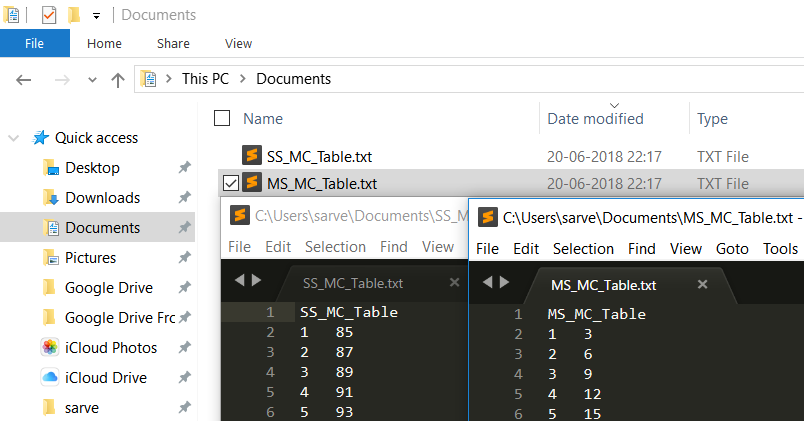 Documents
File Home Share View
This PC Documents
Name Date modified Type
Quick access
Desktop
Downloads
Documents
Pictures
Google Drive
Google Drive Frc
iCloud Photos
iCloud Drive
sarve
SS_MC_Table.txt 20-06-2018 22:17 TXT File
MS_MC_Table.txt 20-06-2018 22:17 TXT File
C:\Users\sarve\Documents\SS_M
File Edit Selection Find View
SS_MC_Table.txt
1 SS_MC_Table
2 1 85
3 2 87
4 3 89
5 4 91
6 5 93
C:\Users\sarve\Documents\MS_MC_Table.txt -
File Edit Selection Find View Goto Tools
MS_MC_Table.txt
1 MS_MC_Table
2 1 3
3 2 6
4 3 9
5 4 12
6 5 15